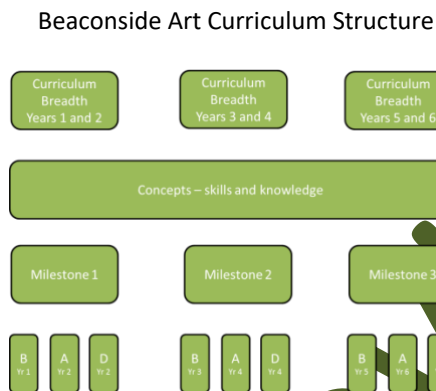 Beaconside Art Curriculum Structure
Curriculum
Breadth
Years 1 and 2
Curriculum
Breadth
Years 3 and 4
Curriculum
Breadth
Years 5 and 6
Concepts – skills and knowledge
Milestone 1
Milestone 2
Milestone 3
B
Yr 1
A
Yr 2
D
Yr 2
B
Yr 3
A
Yr 4
D
Yr 4
B
Yr 5
A
Yr 6